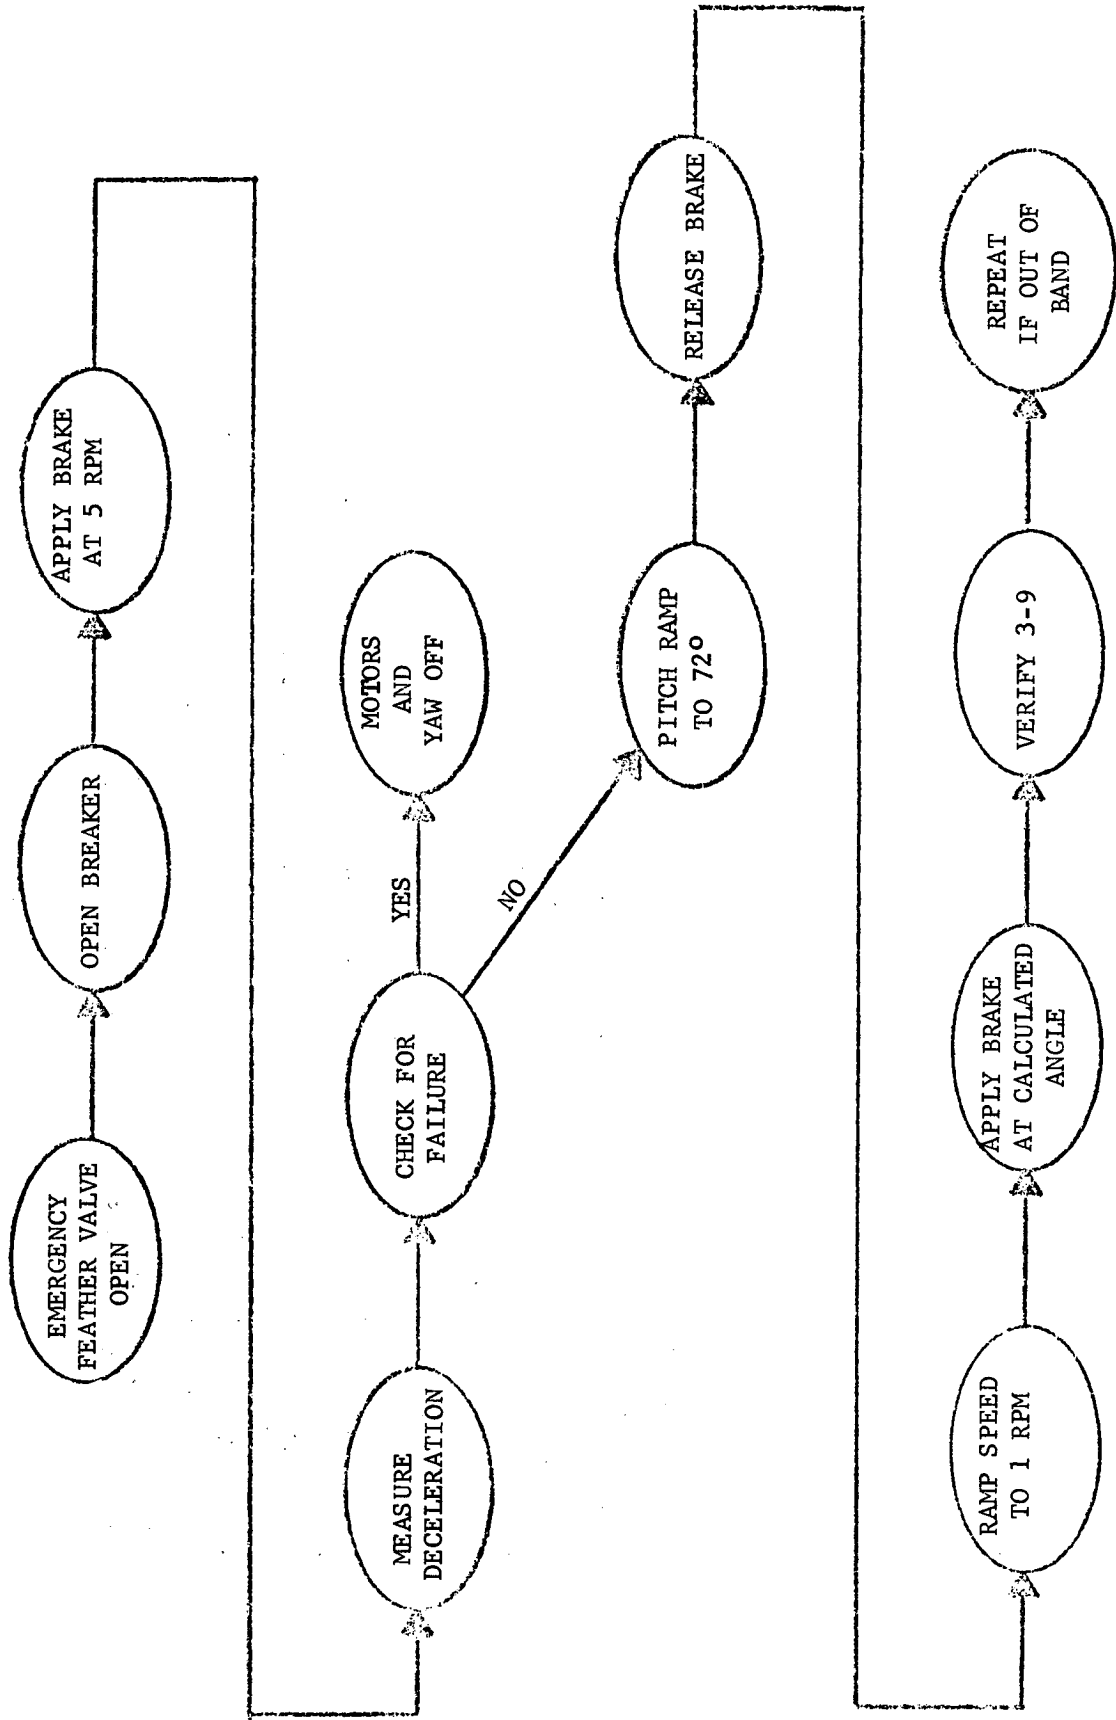 EMERGENCY
FEATHER VALVE
OPEN
OPEN BREAKER
APPLY BRAKE
AT 5 RPM
MEASURE
DECELERATION
CHECK FOR
FAILURE
YES
MOTORS
AND
YAW OFF
NO
PITCH RAMP
TO 72°
RELEASE BRAKE
RAMP SPEED
TO 1 RPM
APPLY BRAKE
AT CALCULATED
ANGLE
VERIFY 3-9
REPEAT
IF OUT OF
BAND